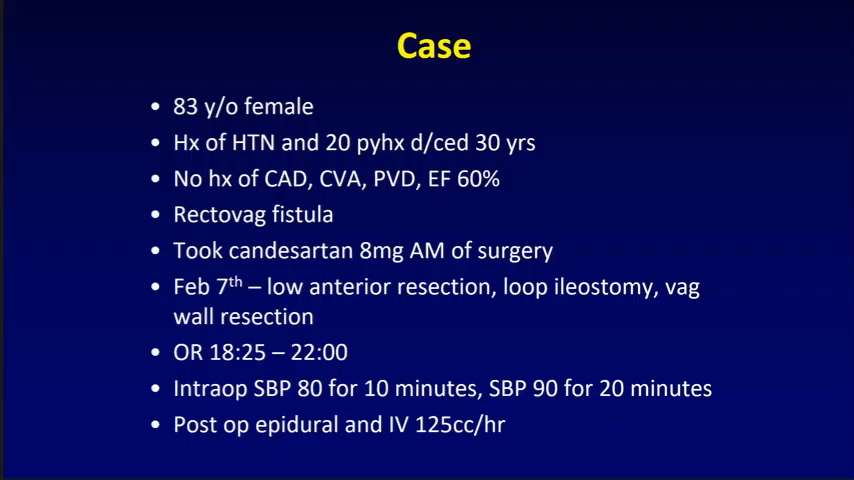 Case
• 83 y/o female
• Hx of HTN and 20 pyhx d/ced 30 yrs
• No hx of CAD, CVA, PVD, EF 60%
• Rectovag fistula
• Took candesartan 8mg AM of surgery
• Feb 7th – low anterior resection, loop ileostomy, vag
wall resection
• OR 18:25 – 22:00
• Intraop SBP 80 for 10 minutes, SBP 90 for 20 minutes
• Post op epidural and IV 125cc/hr